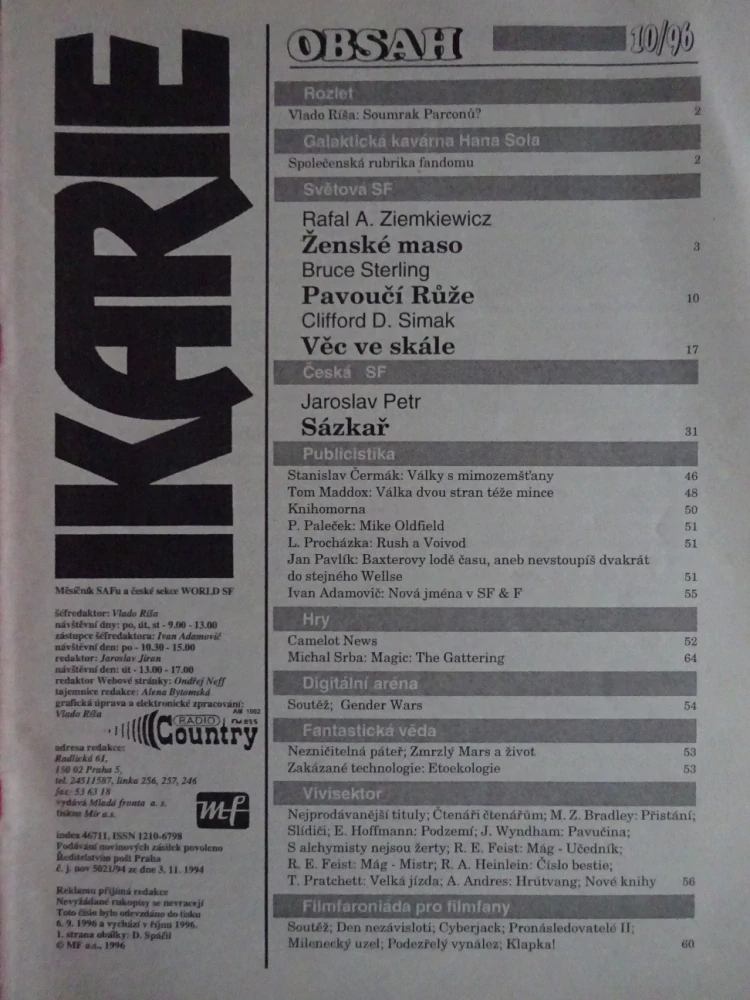 IKARIE
Měsíčník SAFu a české sekce WORLD SF
šéfredaktor: Vlado Ríša
návštěvní dny: po, út, st - 9.00 - 13.00
zástupce šéfredaktora: Ivan Adamovič
návštěvní den: po - 10.30 - 15.00
redaktor: Jaroslav Jiran
návštěvní den: út - 13.00 - 17.00
redaktor Webové stránky: Ondřej Neff
tajemnice redakce: Alena Bytomská
grafická úprava a elektronické zpracování:
Vlado Ríša
AM 1062
RADIO
Country
adresa redakce:
Radlická 61,
150 02 Praha 5,
tel. 24511587, linka 256, 257, 246
fax: 53 63 18
vydává Mladá fronta a. s.
tiskne Mír a.s.
mf
index 46711, ISSN 1210-6798
Podávání novinových zásilek povoleno
Ředitelstvím pošt Praha
č. j. nov 5021/94 ze dne 3. 11. 1994
Reklamu přijímá redakce
Nevyžádané rukopisy se nevracejí
Toto číslo bylo odevzdáno do tisku
6. 9. 1996 a vychází v říjnu 1996.
1. strana obálky: D. Spáčil
© MF a.s., 1996
OBSAH 10/96
Rozlet
Vlado Ríša: Soumrak Parconů? 2
Galaktická kavárna Hana Sola
Společenská rubrika fandomu 2
Světová SF
Rafal A. Ziemkiewicz
Ženské maso 3
Bruce Sterling
Pavoučí Růže 10
Clifford D. Simak
Věc ve skále 17
Česká SF
Jaroslav Petr
Sázkař 31
Publicistika
Stanislav Čermák: Války s mimozemšťany 46
Tom Maddox: Válka dvou stran téže mince 48
Knihomorna 50
P. Paleček: Mike Oldfield 51
L. Procházka: Rush a Voivod 51
Jan Pavlík: Baxterovy lodě času, aneb nevstoupíš dvakrát
do stejného Wellse 51
Ivan Adamovič: Nová jména v SF & F 55
Hry
Camelot News 52
Michal Srba: Magic: The Gattering 64
Digitální aréna
Soutěž; Gender Wars 54
Fantastická věda
Nezničitelná páteř; Zmrzlý Mars a život 53
Zakázané technologie: Etoekologie 53
Vivisektor
Nejprodávanější tituly; Čtenáři čtenářům; M. Z. Bradley: Přistání;
Slídiči; E. Hoffmann: Podzemí; J. Wyndham: Pavučina;
S alchymisty nejsou žerty; R. E. Feist: Mág - Učedník;
R. E. Feist: Mág - Mistr; R. A. Heinlein: Číslo bestie;
T. Pratchett: Velká jízda; A. Andres: Hrútvang; Nové knihy 56
Filmfaroniáda pro filmfany
Soutěž; Den nezávislosti; Cyberjack; Pronásledovatelé II;
Milenecký uzel; Podezřelý vynález; Klapka! 60